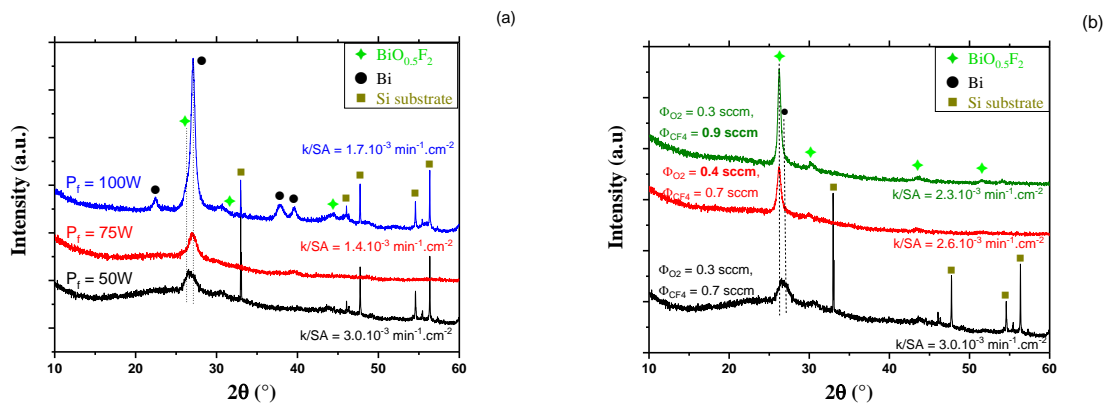 (a)
BiO0.5F2
Bi
Si substrate
k/SA = 1.7.10-3 min-1.cm-2
Pf = 100W
k/SA = 1.4.10-3 min-1.cm-2
Pf = 75W
Pf = 50W
k/SA = 3.0.10-3 min-1.cm-2
Intensity (a.u.)
10 20 30 40 50 60
2θ (°)
(b)
BiO0.5F2
Bi
Si substrate
ΦO2 = 0.3 sccm,
ΦCF4 = 0.9 sccm
k/SA = 2.3.10-3 min-1.cm-2
ΦO2 = 0.4 sccm,
ΦCF4 = 0.7 sccm
k/SA = 2.6.10-3 min-1.cm-2
ΦO2 = 0.3 sccm,
ΦCF4 = 0.7 sccm
k/SA = 3.0.10-3 min-1.cm-2
Intensity (a.u.)
10 20 30 40 50 60
2θ (°)